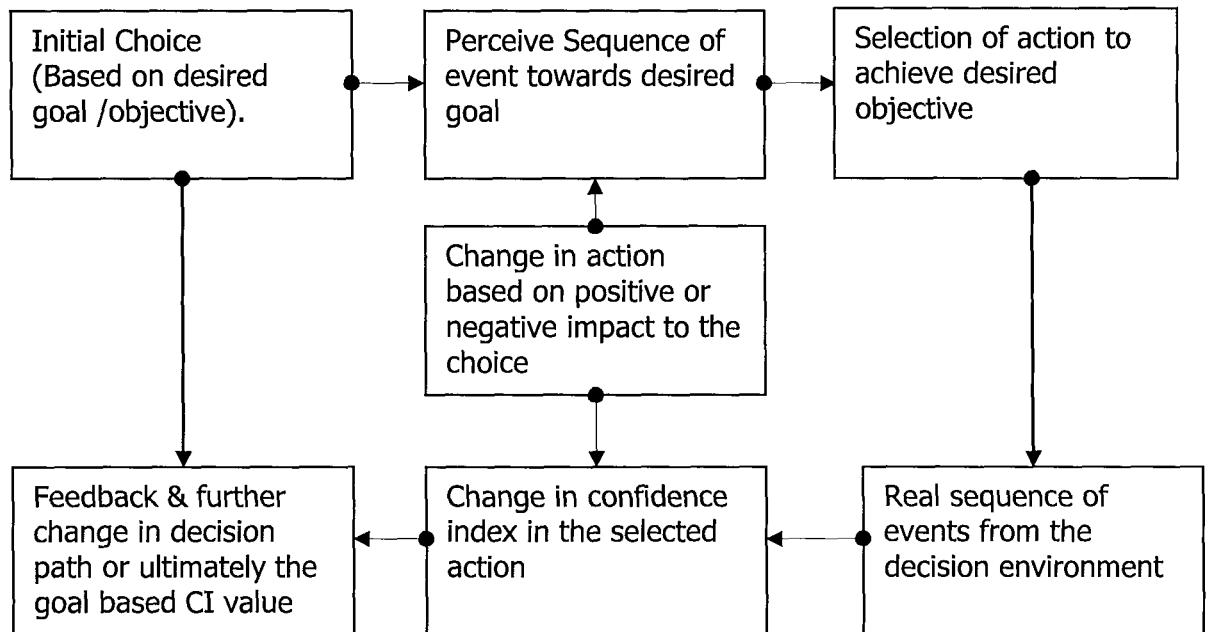 Initial Choice
(Based on desired
goal /objective).
Perceive Sequence of
event towards desired
goal
Selection of action to
achieve desired
objective
Change in action
based on positive or
negative impact to the
choice
Feedback & further
change in decision
path or ultimately the
goal based CI value
Change in confidence
index in the selected
action
Real sequence of
events from the
decision environment